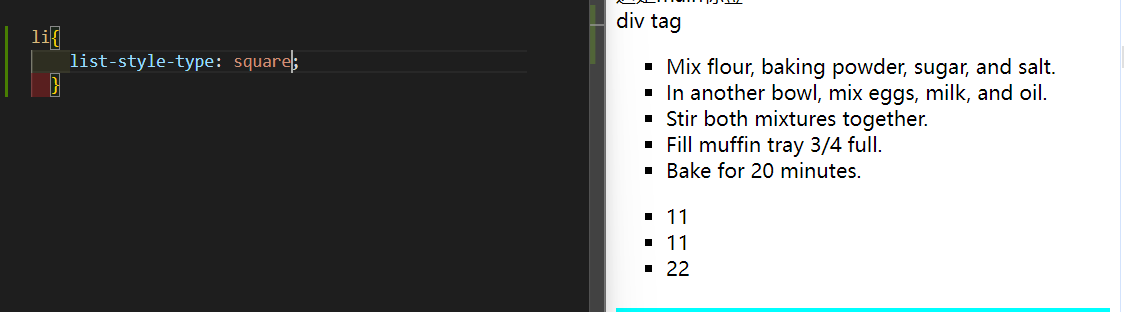 li{
list-style-type: square;
}
div tag
Mix flour, baking powder, sugar, and salt.
In another bowl, mix eggs, milk, and oil.
Stir both mixtures together.
Fill muffin tray 3/4 full.
Bake for 20 minutes.
11
11
22